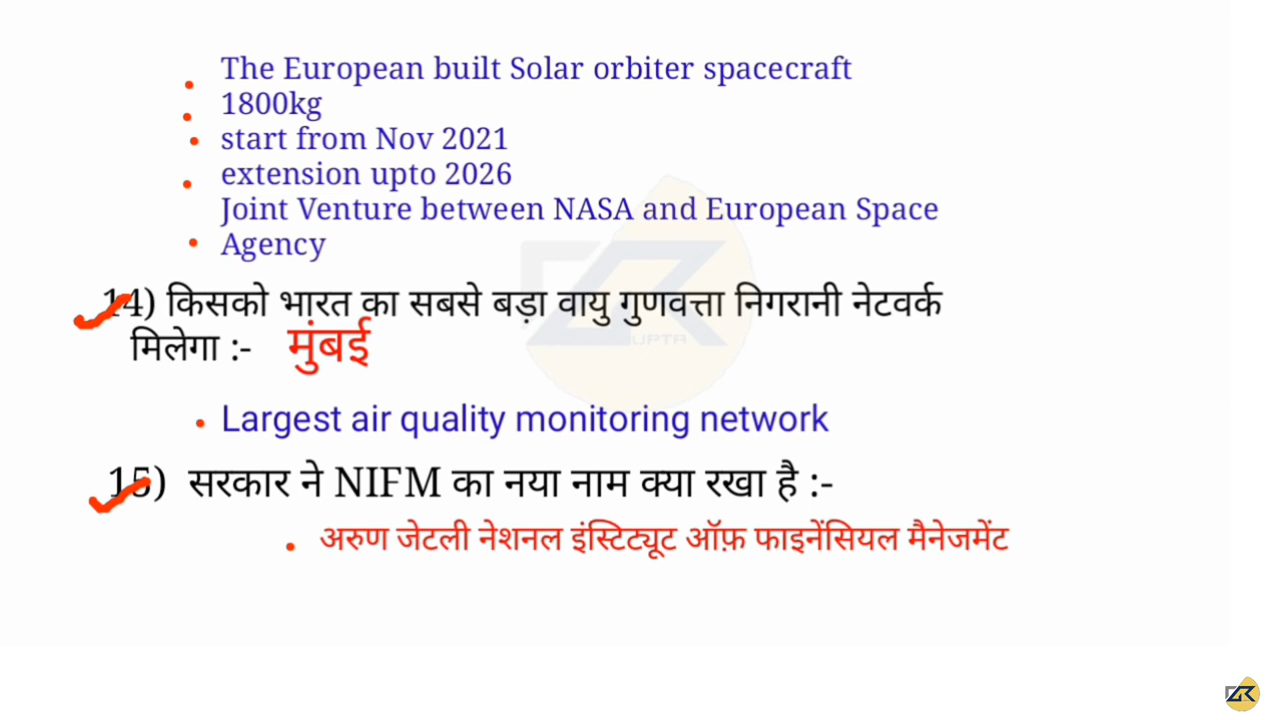 The European built Solar orbiter spacecraft
1800kg
start from Nov 2021
extension upto 2026
Joint Venture between NASA and European Space
Agency
14) किसको भारत का सबसे बड़ा वायु गुणवत्ता निगरानी नेटवर्क
मिलेगा :- मुंबई
UPTA
Largest air quality monitoring network
15) सरकार ने NIFM का नया नाम क्या रखा है :-
अरुण जेटली नेशनल इंस्टिट्यूट ऑफ़ फाइनेंसियल मैनेजमेंट